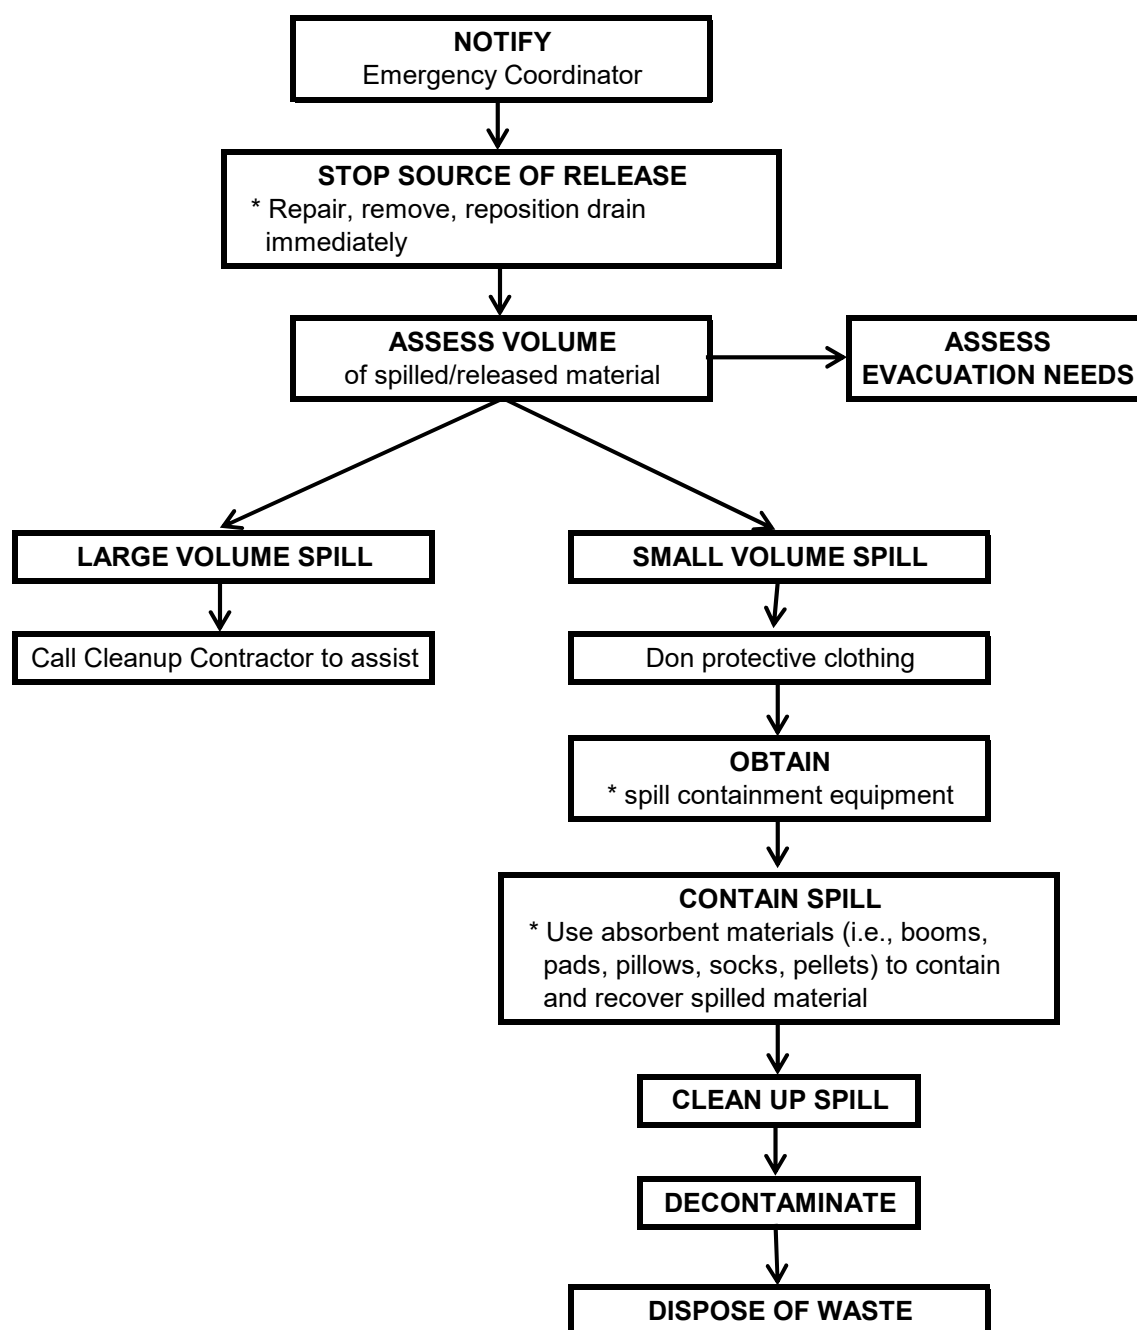 NOTIFY
Emergency Coordinator
STOP SOURCE OF RELEASE
* Repair, remove, reposition drain
immediately
ASSESS VOLUME
of spilled/released material
ASSESS
EVACUATION NEEDS
LARGE VOLUME SPILL
Call Cleanup Contractor to assist
SMALL VOLUME SPILL
Don protective clothing
OBTAIN
* spill containment equipment
CONTAIN SPILL
* Use absorbent materials (i.e., booms,
pads, pillows, socks, pellets) to contain
and recover spilled material
CLEAN UP SPILL
DECONTAMINATE
DISPOSE OF WASTE